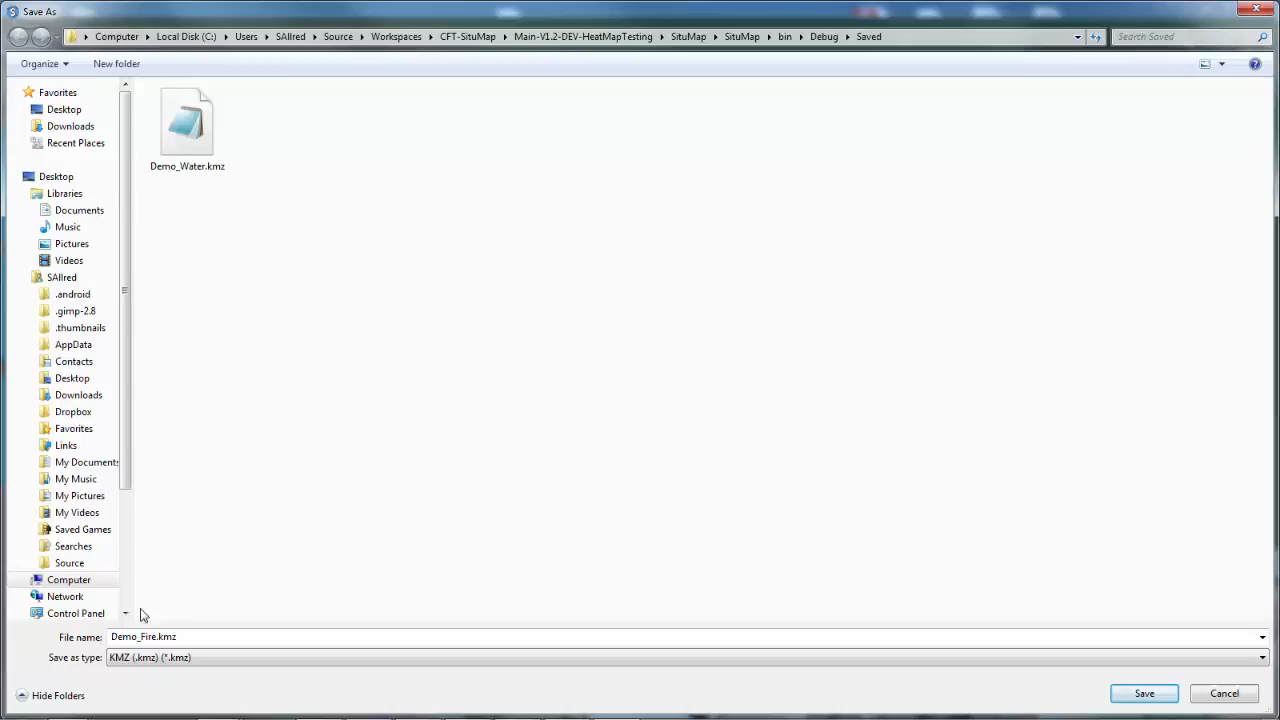 Save As
Computer Local Disk (C:) Users SAllred Source Workspaces CFT-SituMap Main-V1.2-DEV-HeatMapTesting SituMap SituMap bin Debug Saved
Search Saved
Organize New folder
Favorites
Desktop
Downloads
Recent Places
Desktop
Libraries
Documents
Music
Pictures
Videos
SAllred
.android
.gimp-2.8
.thumbnails
AppData
Contacts
Desktop
Downloads
Dropbox
Favorites
Links
My Documents
My Music
My Pictures
My Videos
Saved Games
Searches
Source
Computer
Network
Control Panel
Demo_Water.kmz
File name: Demo_Fire.kmz
Save as type: KMZ (.kmz) (*.kmz)
Hide Folders
Save Cancel